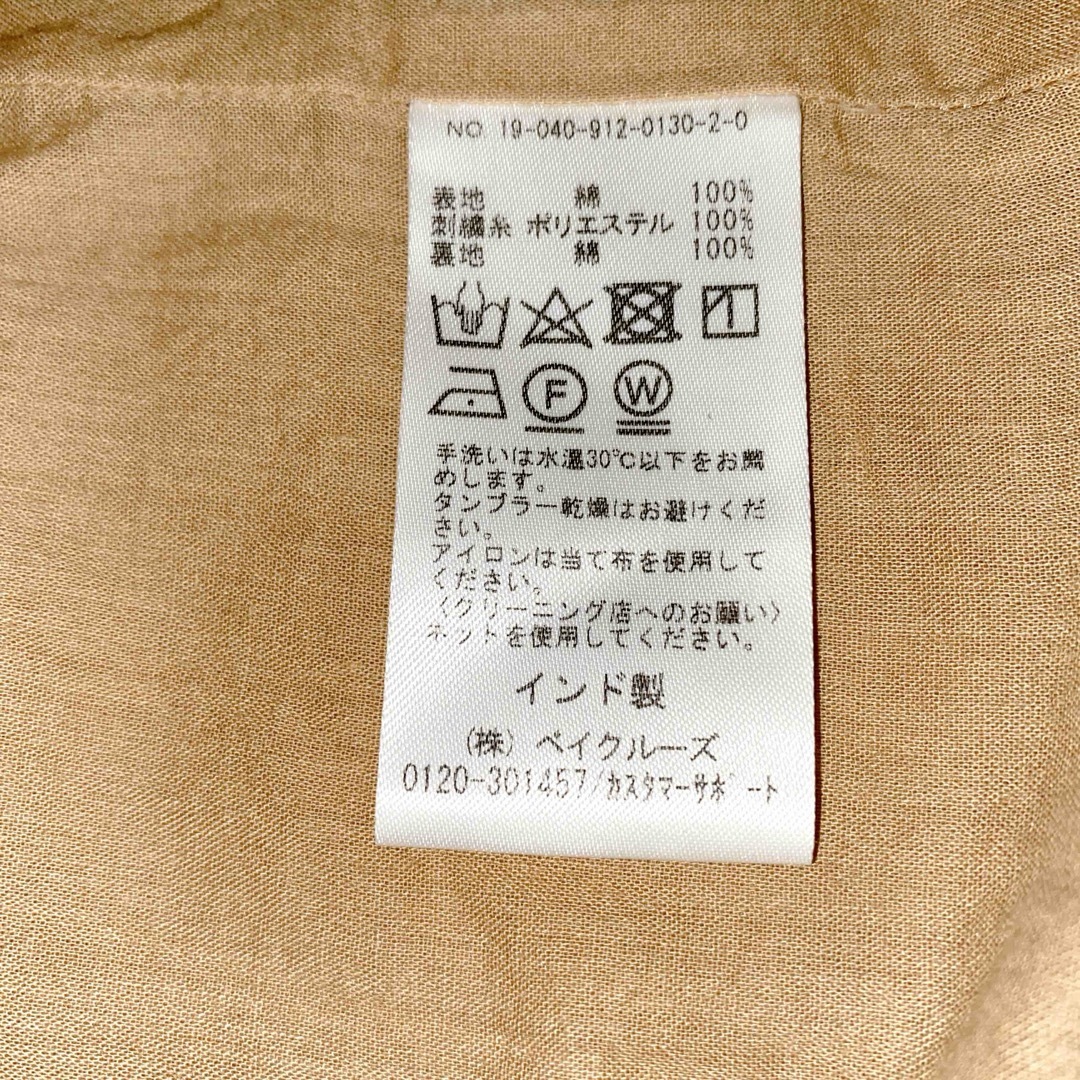 NO 19-040-912-0130-2-0
表地 綿 100%
刺繍糸 ポリエステル 100%
裏地 綿 100%
F W
手洗いは水温30℃以下をお薦
めします。
タンブラー乾燥はお避けくだ
さい。
アイロンは当て布を使用して
ください。
〈クリーニング店へのお願い〉
ネットを使用してください。
インド製
(株) ベイクルーズ
0120-301457/カスタマーサポート